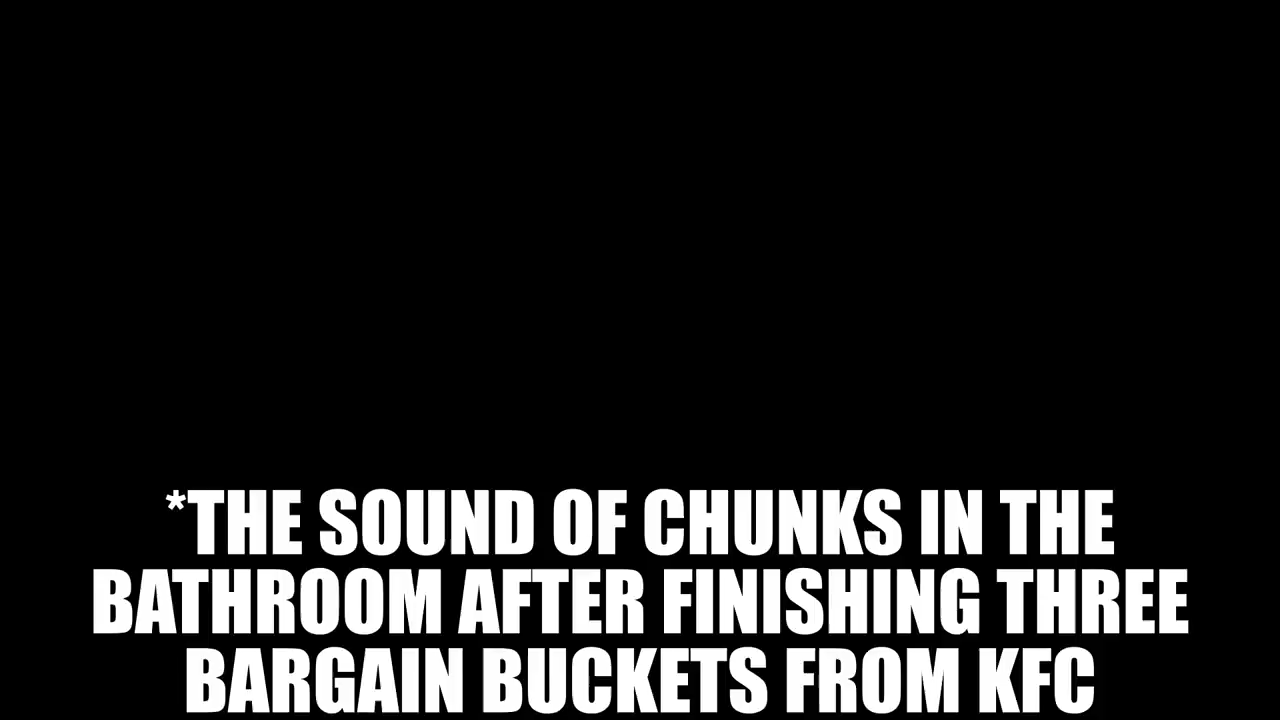 *THE SOUND OF CHUNKS IN THE
BATHROOM AFTER FINISHING THREE
BARGAIN BUCKETS FROM KFC